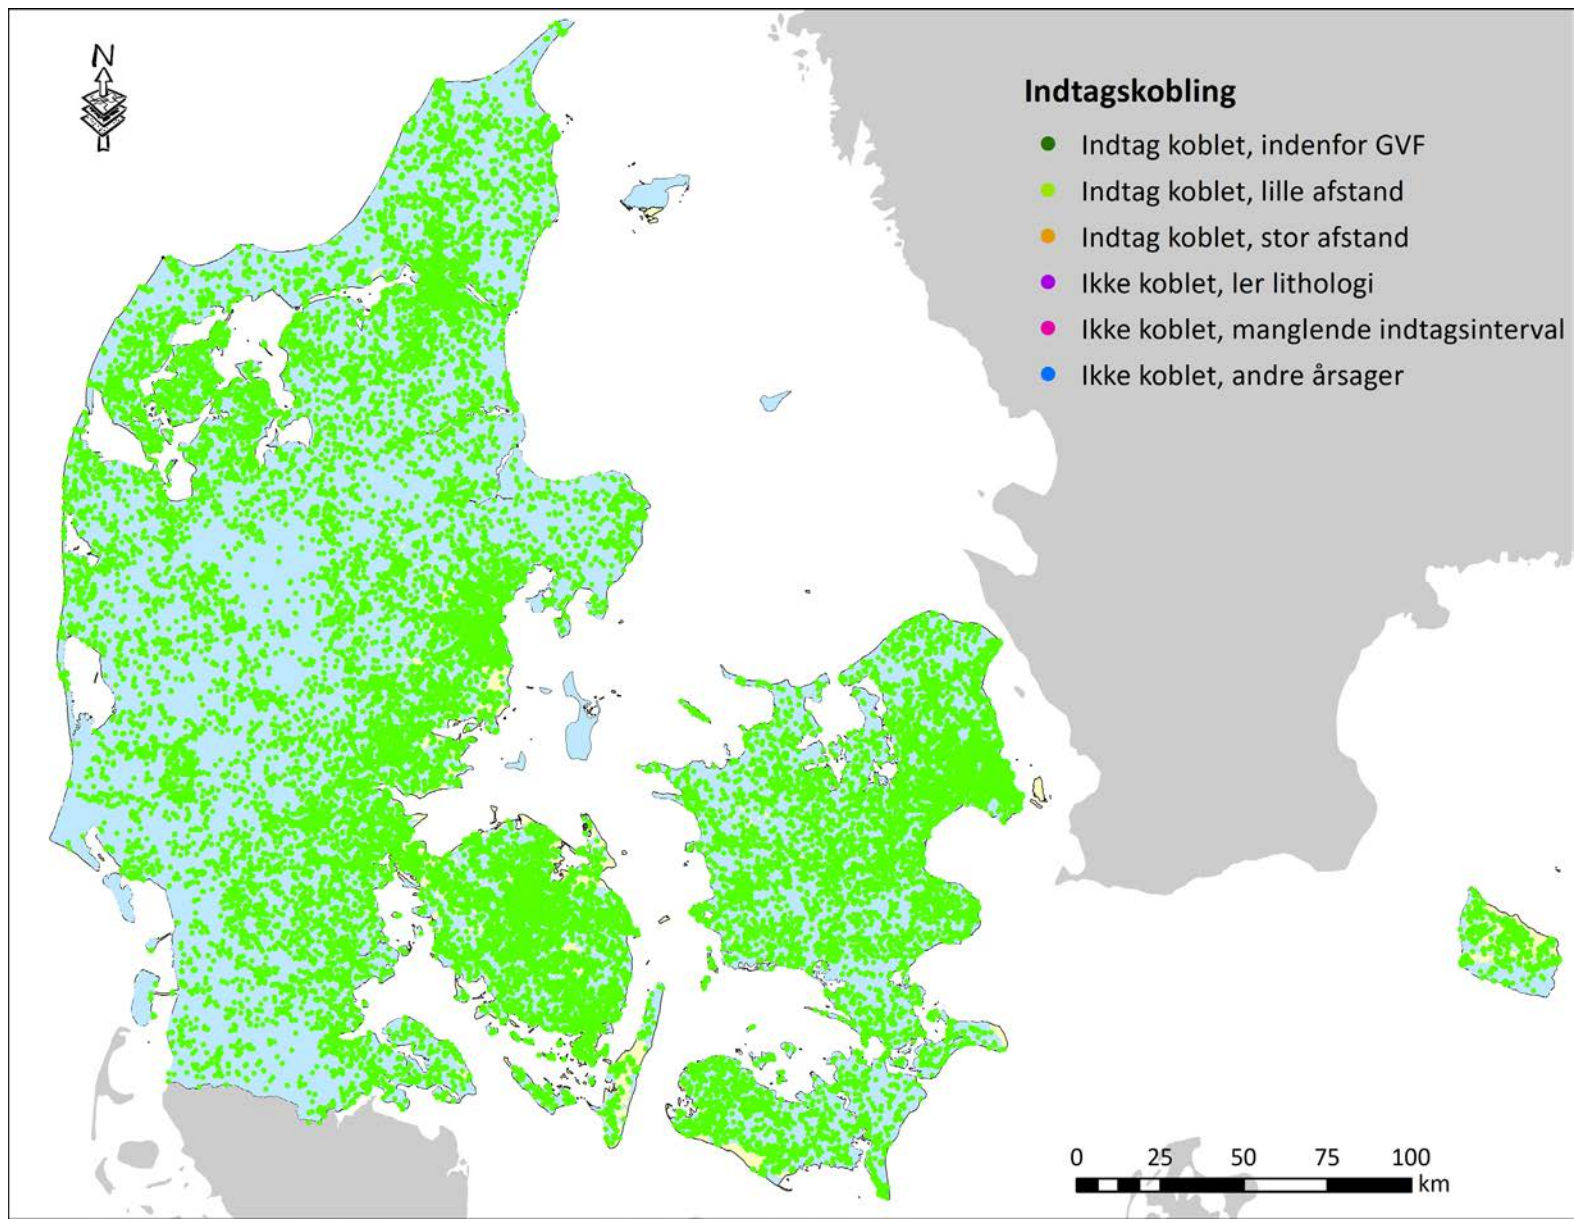 N
Indtagskobling
Indtag koblet, indenfor GVF
Indtag koblet, lille afstand
Indtag koblet, stor afstand
Ikke koblet, ler lithologi
Ikke koblet, manglende indtagsinterval
Ikke koblet, andre årsager
0 25 50 75 100
km